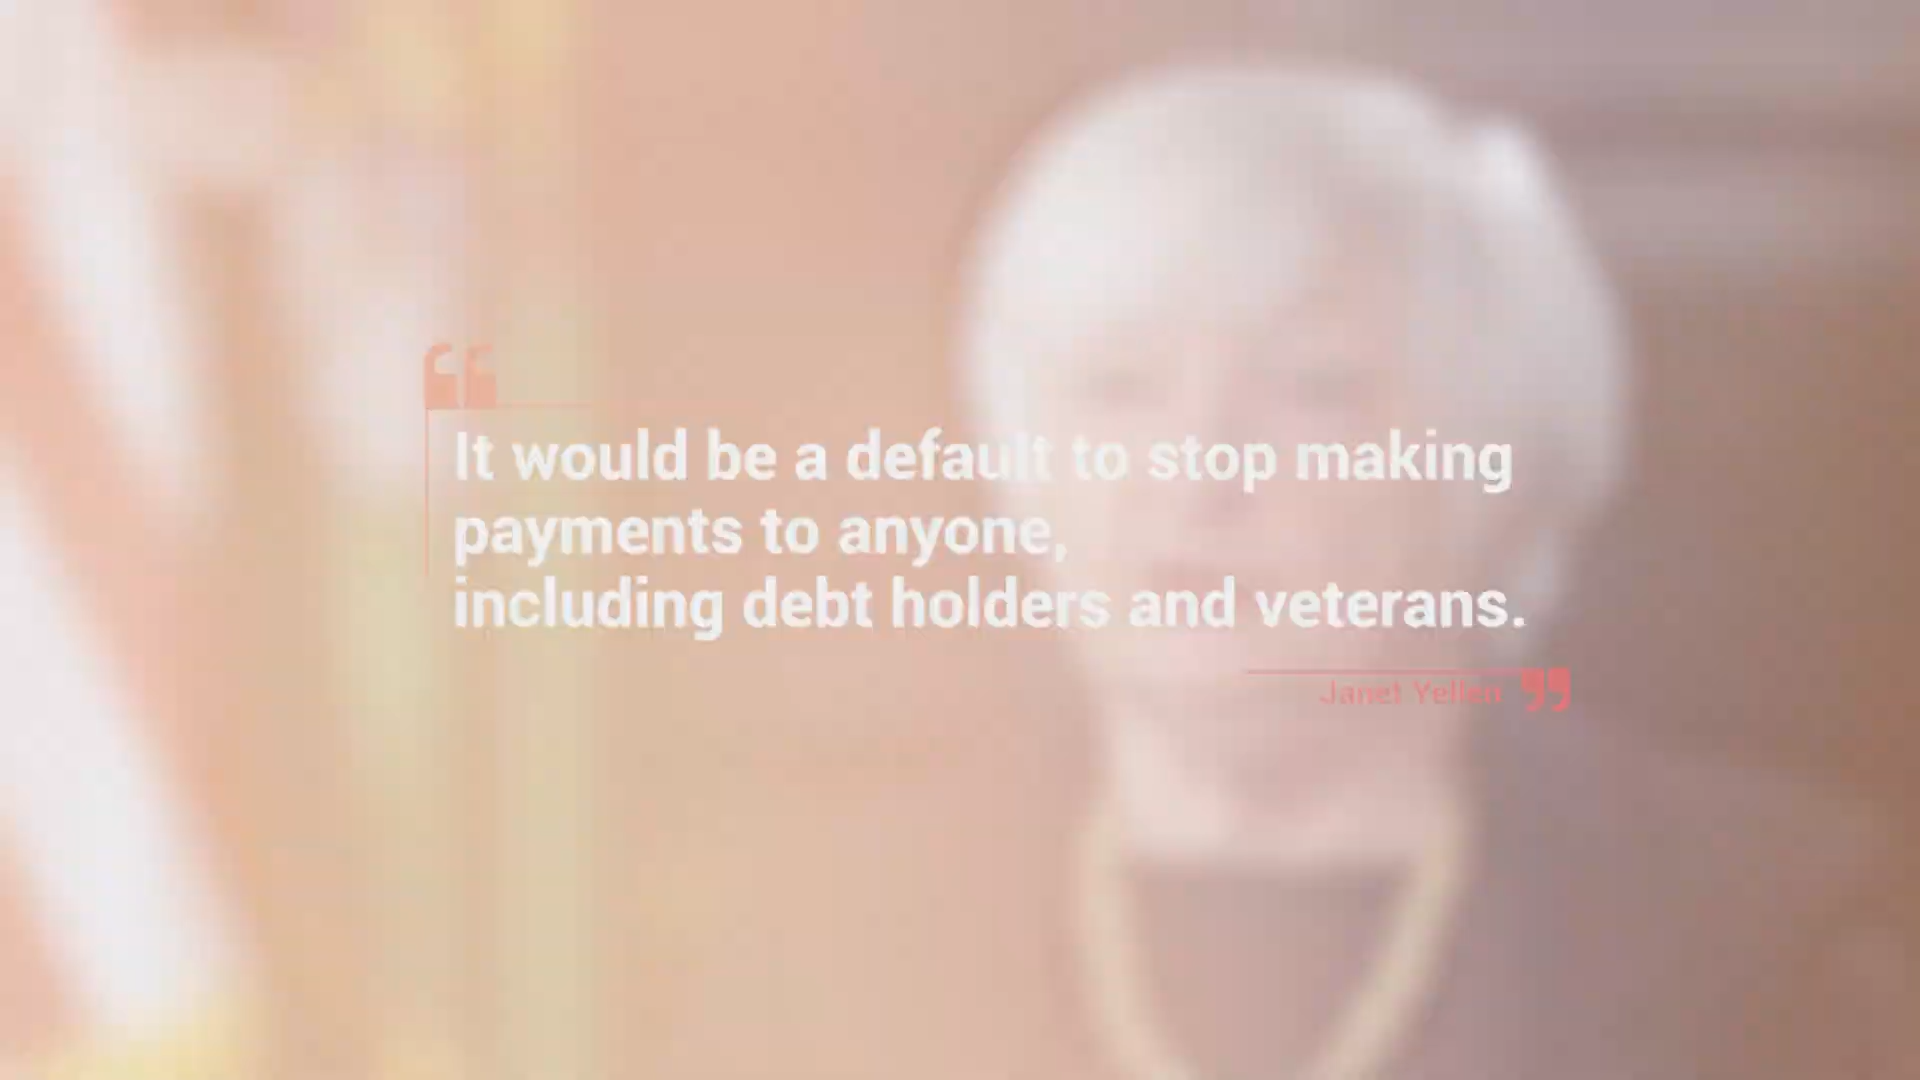 “
It would be a default to stop making
payments to anyone,
including debt holders and veterans.
Janet Yellen ”